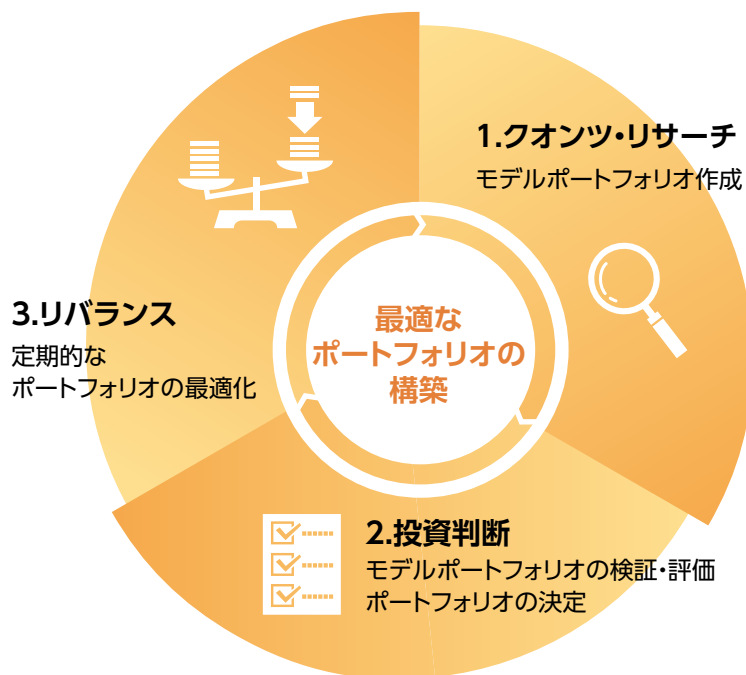 1.クオンツ・リサーチ
モデルポートフォリオ作成
2.投資判断
モデルポートフォリオの検証・評価
ポートフォリオの決定
3.リバランス
定期的な
ポートフォリオの最適化
最適な
ポートフォリオの
構築